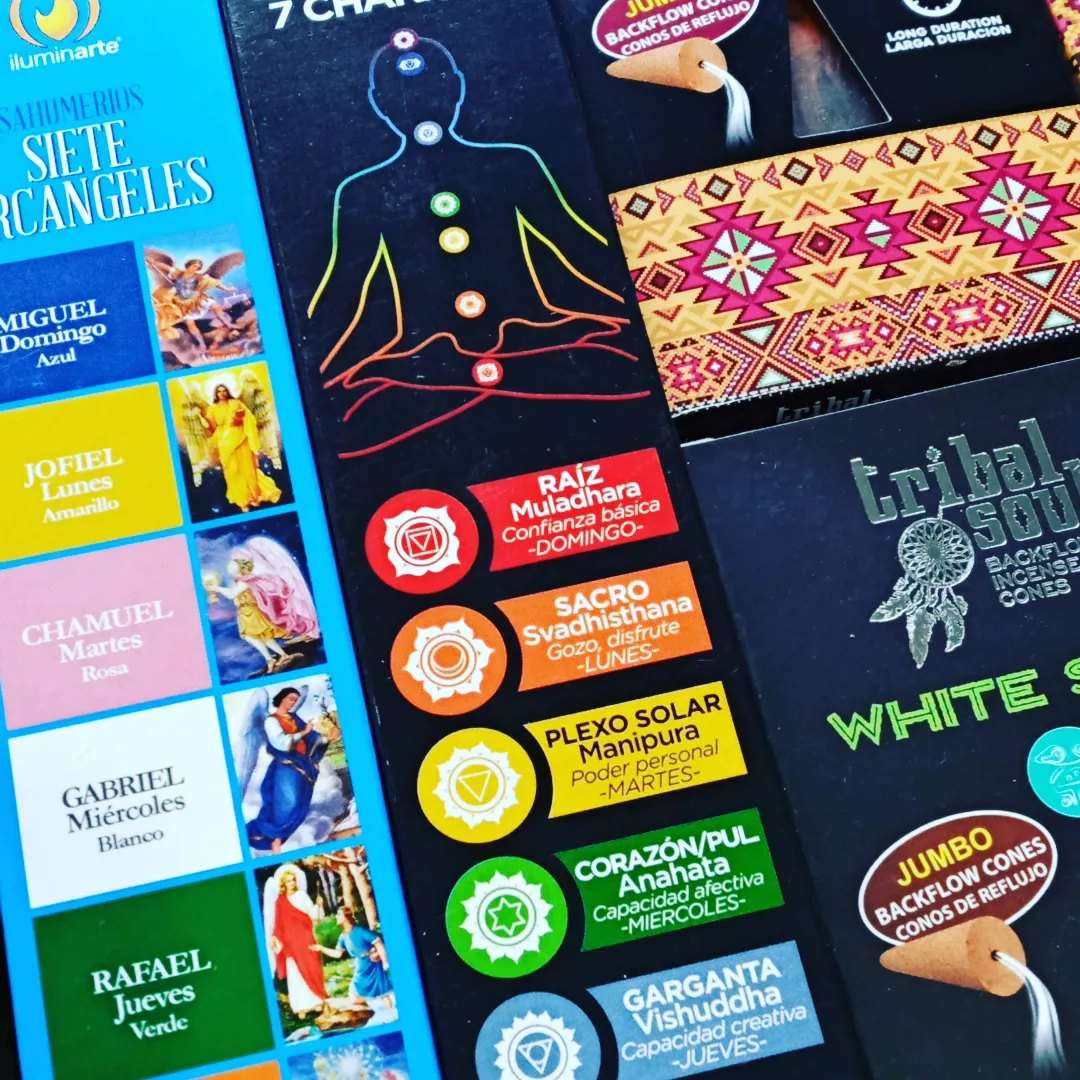 iluminarte®
SAHUMERIOS
SIETE
ARCANGELES
MIGUEL
Domingo
Azul
JOFIEL
Lunes
Amarillo
CHAMUEL
Martes
Rosa
GABRIEL
Miércoles
Blanco
RAFAEL
Jueves
Verde
7
RAÍZ
Muladhara
Confianza básica
-DOMINGO-
SACRO
Svadhisthana
Gozo, disfrute
-LUNES-
PLEXO SOLAR
Manipura
Poder personal
-MARTES-
CORAZÓN/PUL.
Anahata
Capacidad afectiva
-MIERCOLES-
GARGANTA
Vishuddha
Capacidad creativa
-JUEVES-
JUMBO
BACKFLOW CONES
CONOS DE REFLUJO
LONG DURATION
LARGA DURACION
tribal
tribal
soul
BACKFLOW
INCENSE
CONES
WHITE
JUMBO
BACKFLOW CONES
CONOS DE REFLUJO